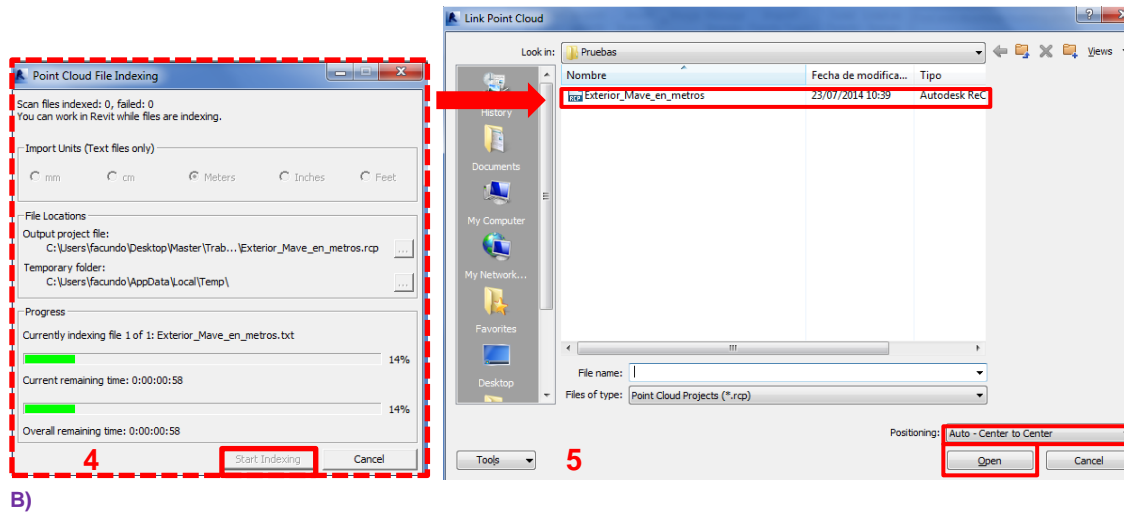 Point Cloud File Indexing
Scan files indexed: 0, failed: 0
You can work in Revit while files are indexing.
Import Units (Text files only)
mm cm Meters Inches Feet
File Locations
Output project file:
C:\Users\facundo\Desktop\Master\Trab...\Exterior_Mave_en_metros.rcp ...
Temporary folder:
C:\Users\facundo\AppData\Local\Temp\ ...
Progress
Currently indexing file 1 of 1: Exterior_Mave_en_metros.txt
14%
Current remaining time: 0:00:00:58
14%
Overall remaining time: 0:00:00:58
4 Start Indexing Cancel
Link Point Cloud
Look in: Pruebas Views
Nombre Fecha de modifica... Tipo
Exterior_Mave_en_metros 23/07/2014 10:39 Autodesk ReC
History
Documents
My Computer
My Network...
Favorites
Desktop
File name:
Files of type: Point Cloud Projects (*.rcp)
Positioning: Auto - Center to Center
Tools 5 Open Cancel
B)